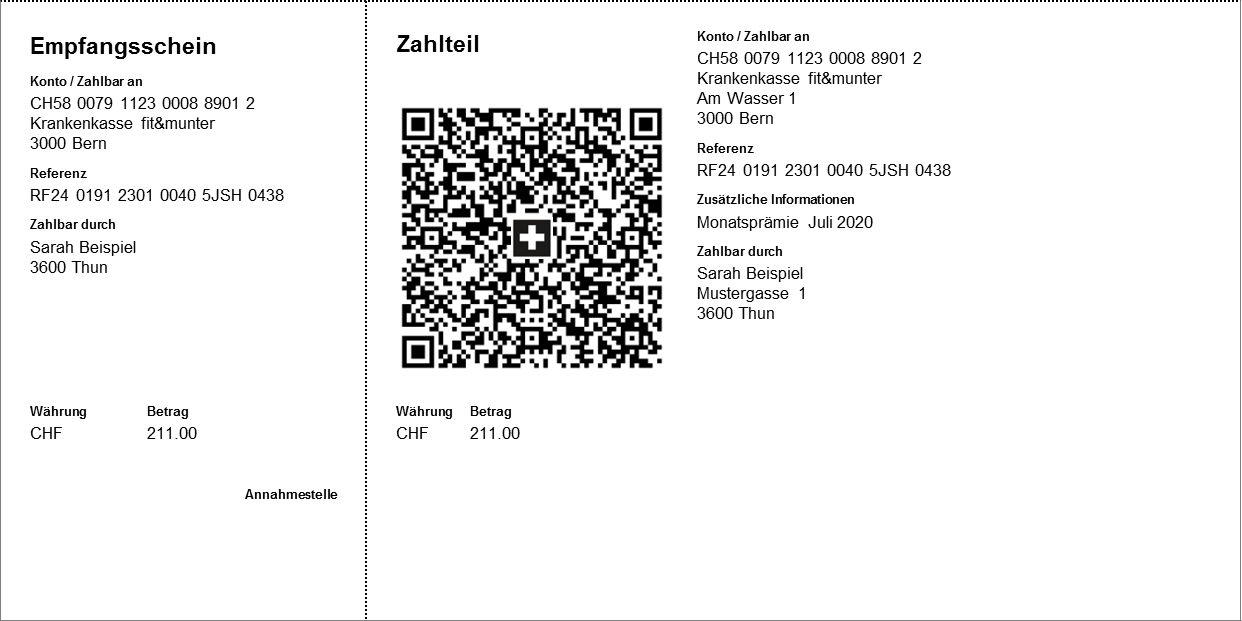 Empfangsschein
Konto / Zahlbar an
CH58 0079 1123 0008 8901 2
Krankenkasse fit&munter
3000 Bern
Referenz
RF24 0191 2301 0040 5JSH 0438
Zahlbar durch
Sarah Beispiel
3600 Thun
Währung Betrag
CHF 211.00
Annahmestelle
Zahlteil
Währung Betrag
CHF 211.00
Konto / Zahlbar an
CH58 0079 1123 0008 8901 2
Krankenkasse fit&munter
Am Wasser 1
3000 Bern
Referenz
RF24 0191 2301 0040 5JSH 0438
Zusätzliche Informationen
Monatsprämie Juli 2020
Zahlbar durch
Sarah Beispiel
Mustergasse 1
3600 Thun